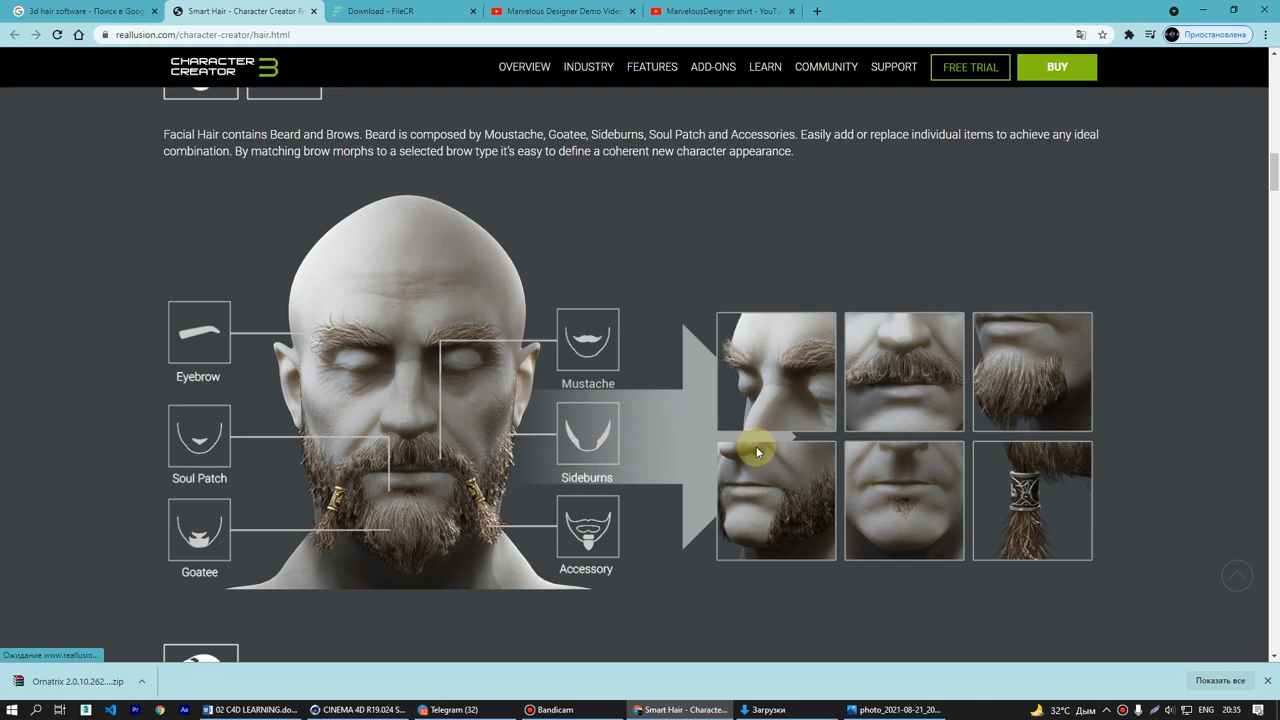 3d hair software - Поиск в Goog
Smart Hair - Character Creator Re
Download - FileCR
Marvelous Designer Demo Video
MarvelousDesigner shirt - YouTu
reallusion.com/character-creator/hair.html
Приостановлена
CHARACTER CREATOR 3
OVERVIEW
INDUSTRY
FEATURES
ADD-ONS
LEARN
COMMUNITY
SUPPORT
FREE TRIAL
BUY
Facial Hair contains Beard and Brows. Beard is composed by Moustache, Goatee, Sideburns, Soul Patch and Accessories. Easily add or replace individual items to achieve any ideal
combination. By matching brow morphs to a selected brow type it's easy to define a coherent new character appearance.
Eyebrow
Mustache
Soul Patch
Sideburns
Goatee
Accessory
Ожидание www.reallusio...
Ornatrix 2.0.10.262....zip
Показать все
02 C4D LEARNING.do...
CINEMA 4D R19.024 S...
Telegram (32)
Bandicam
Smart Hair - Characte...
Загрузки
photo_2021-08-21_20...
32°C Дым
EN
20:35